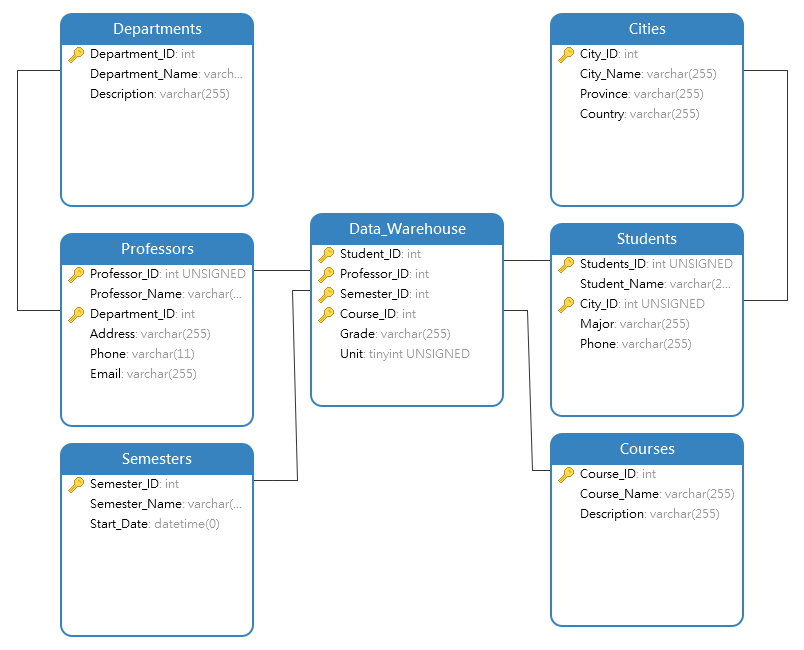 Departments
Department_ID: int
Department_Name: varch...
Description: varchar(255)
Cities
City_ID: int
City_Name: varchar(255)
Province: varchar(255)
Country: varchar(255)
Professors
Professor_ID: int UNSIGNED
Professor_Name: varchar(...
Department_ID: int
Address: varchar(255)
Phone: varchar(11)
Email: varchar(255)
Data_Warehouse
Student_ID: int
Professor_ID: int
Semester_ID: int
Course_ID: int
Grade: varchar(255)
Unit: tinyint UNSIGNED
Students
Students_ID: int UNSIGNED
Student_Name: varchar(2...
City_ID: int UNSIGNED
Major: varchar(255)
Phone: varchar(255)
Semesters
Semester_ID: int
Semester_Name: varchar(...
Start_Date: datetime(0)
Courses
Course_ID: int
Course_Name: varchar(255)
Description: varchar(255)